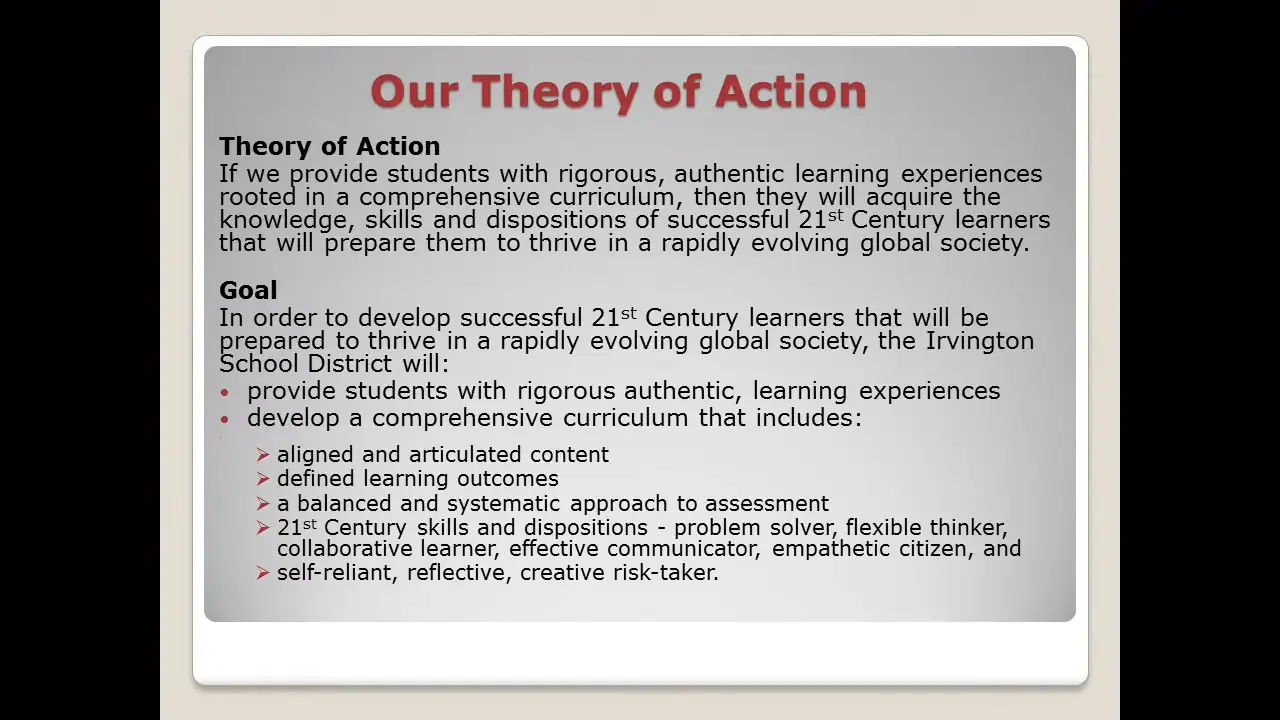 Our Theory of Action
Theory of Action
If we provide students with rigorous, authentic learning experiences
rooted in a comprehensive curriculum, then they will acquire the
knowledge, skills and dispositions of successful 21st Century learners
that will prepare them to thrive in a rapidly evolving global society.
Goal
In order to develop successful 21st Century learners that will be
prepared to thrive in a rapidly evolving global society, the Irvington
School District will:
• provide students with rigorous authentic, learning experiences
• develop a comprehensive curriculum that includes:
➢ aligned and articulated content
➢ defined learning outcomes
➢ a balanced and systematic approach to assessment
➢ 21st Century skills and dispositions - problem solver, flexible thinker,
collaborative learner, effective communicator, empathetic citizen, and
➢ self-reliant, reflective, creative risk-taker.